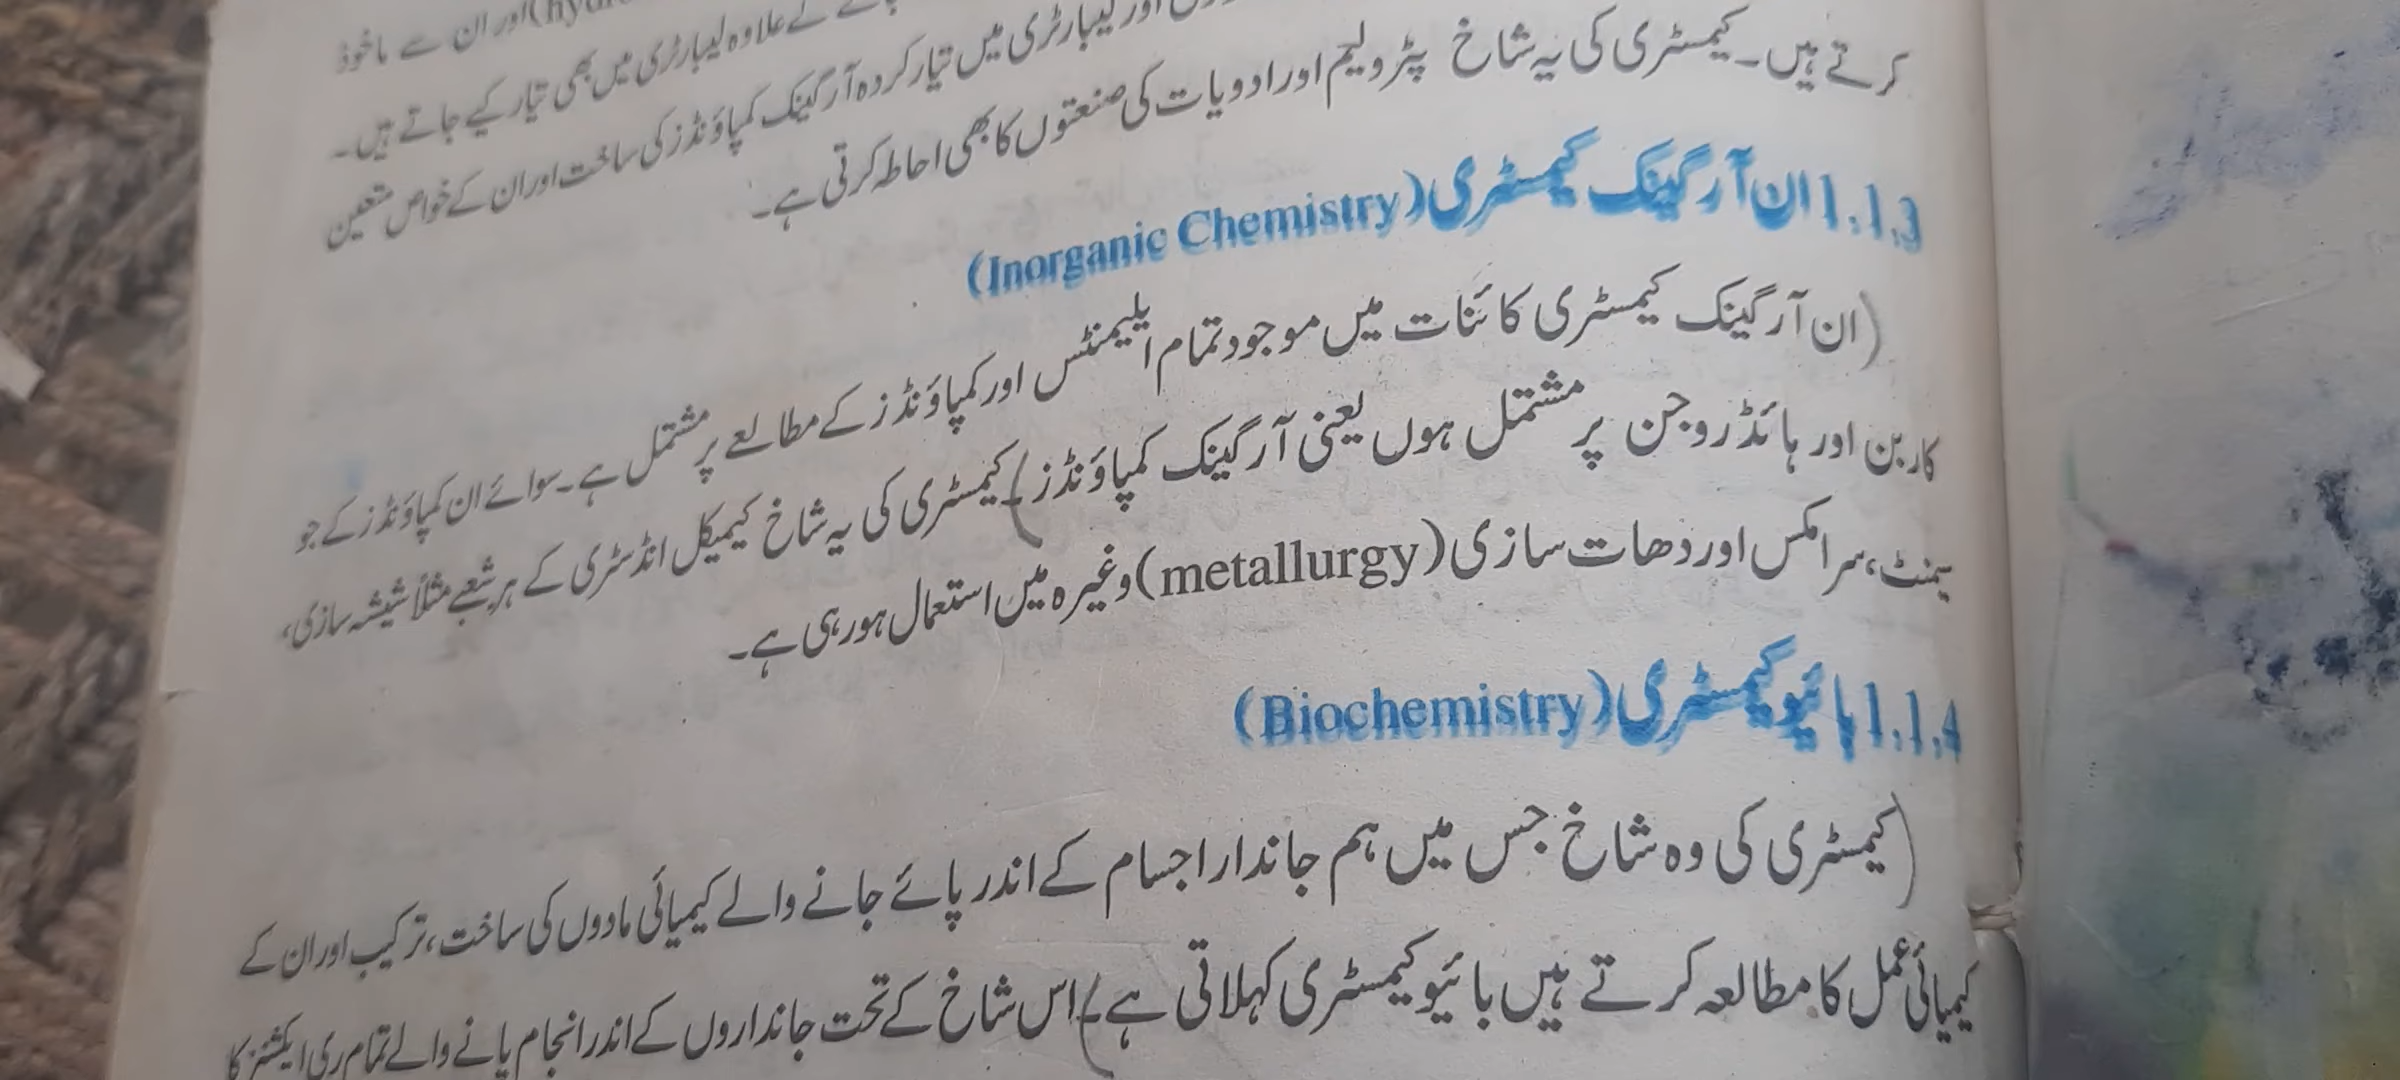 (hydro اور ان سے ماخوذ
کے علاوہ لیبارٹری میں بھی تیار کیے جاتے ہیں۔
اور لیبارٹری میں تیار کردہ آرگینک کمپاؤنڈز کی ساخت اور ان کے خواص متعین
کرتے ہیں۔ کیمسٹری کی یہ شاخ پٹرولیم اور ادویات کی صنعتوں کا بھی احاطہ کرتی ہے۔
1.1.3 ان آرگینک کیمسٹری (Inorganic Chemistry)
(ان آرگینک کیمسٹری کائنات میں موجود تمام ایلیمنٹس اور کمپاؤنڈز کے مطالعے پر مشتمل ہے۔ سوائے ان کمپاؤنڈز کے جو
کاربن اور ہائڈروجن پر مشتمل ہوں یعنی آرگینک کمپاؤنڈز) کیمسٹری کی یہ شاخ کیمیکل انڈسٹری کے ہر شعبے مثلاً شیشہ سازی،
سیمنٹ، سرامکس اور دھات سازی (metallurgy) وغیرہ میں استعمال ہو رہی ہے۔
1.1.4 بائیو کیمسٹری (Biochemistry)
(کیمسٹری کی وہ شاخ جس میں ہم جاندار اجسام کے اندر پائے جانے والے کیمیائی مادوں کی ساخت، ترکیب اور ان کے
کیمیائی عمل کا مطالعہ کرتے ہیں بائیو کیمسٹری کہلاتی ہے) اس شاخ کے تحت جانداروں کے اندر انجام پانے والے تمام ری ایکشنز کا